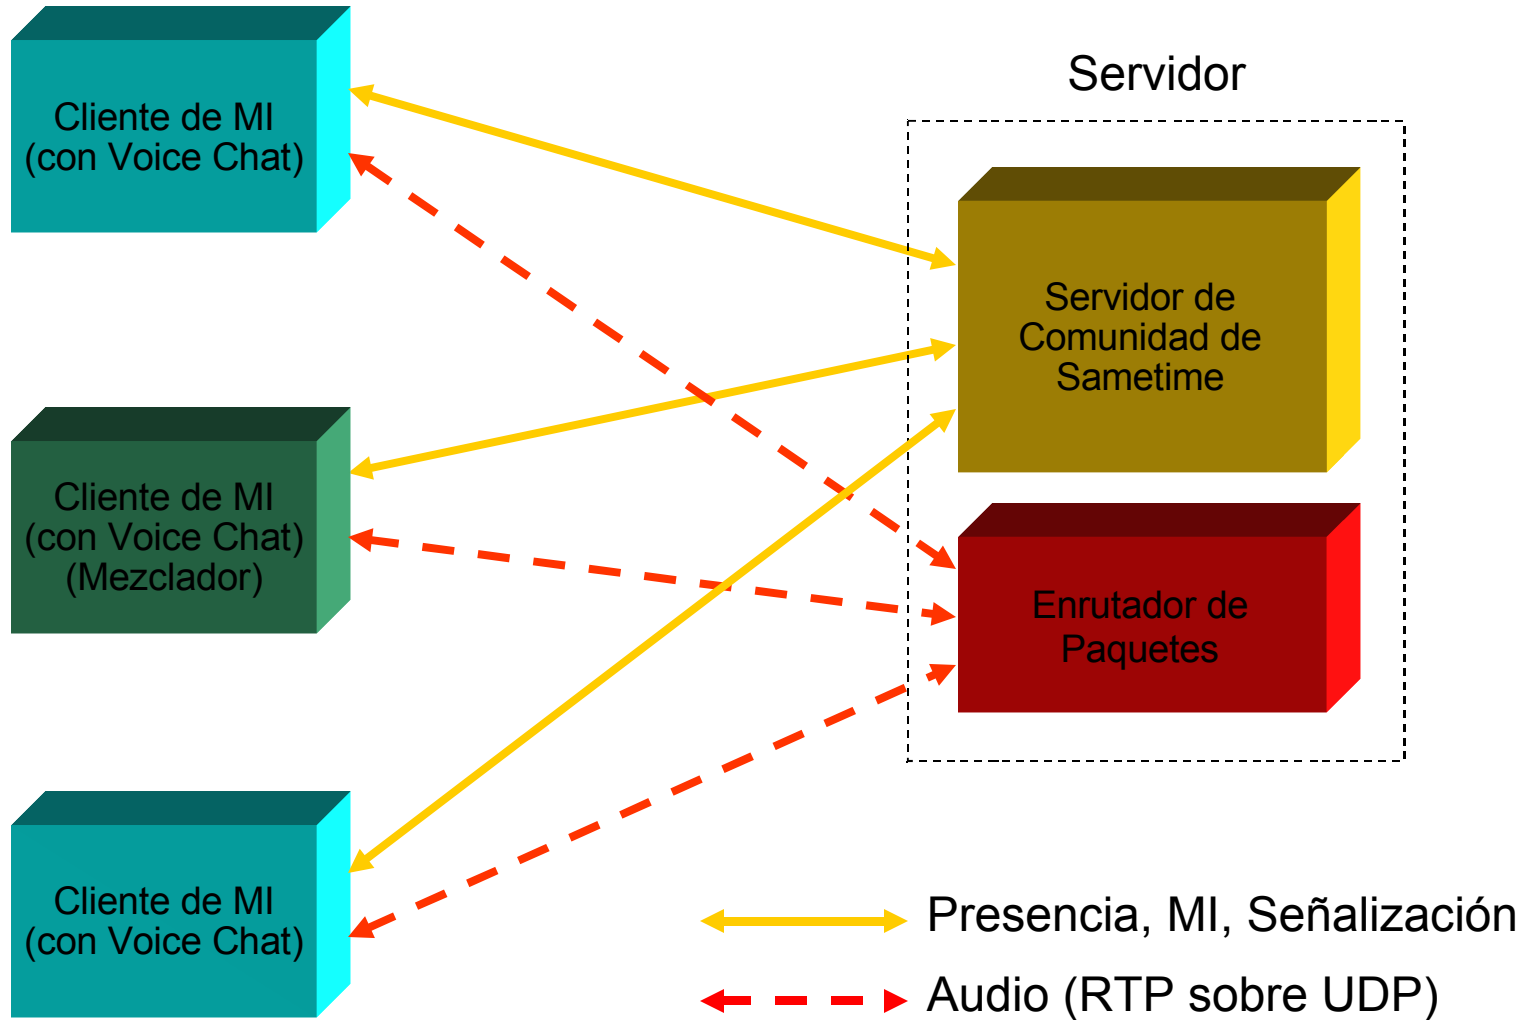 Cliente de MI
(con Voice Chat)
Servidor
Servidor de
Comunidad de
Sametime
Cliente de MI
(con Voice Chat)
(Mezclador)
Enrutador de
Paquetes
Cliente de MI
(con Voice Chat)
Presencia, MI, Señalización
Audio (RTP sobre UDP)